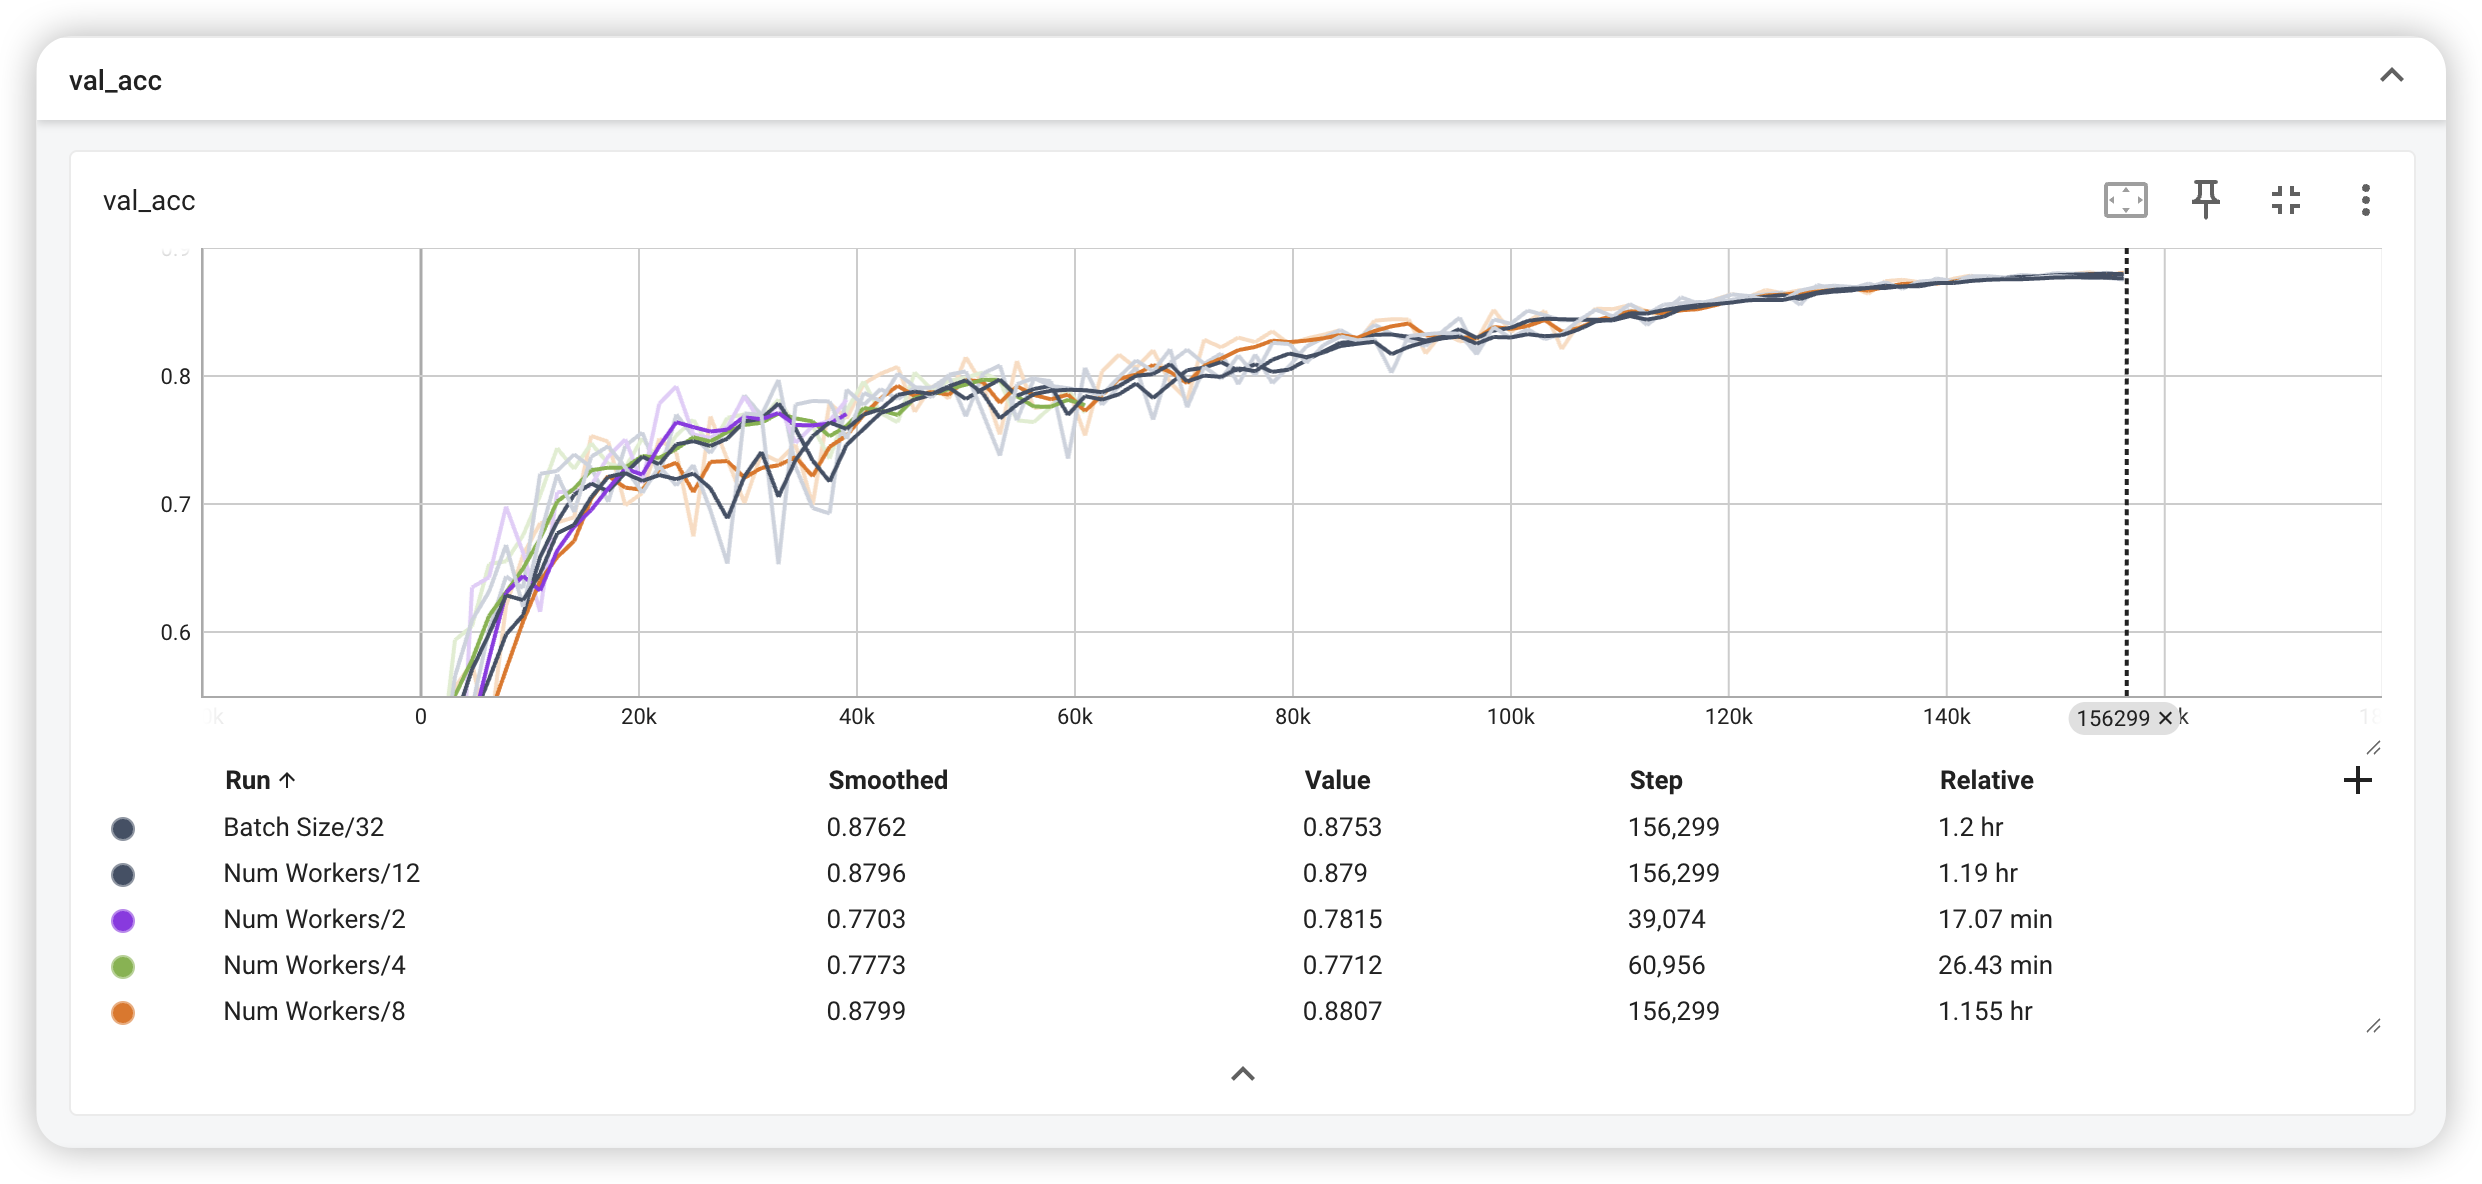 val_acc
val_acc
0.9
0.8
0.7
0.6
0 20k 40k 60k 80k 100k 120k 140k 156299 × k 18
Run ↑ Smoothed Value Step Relative
Batch Size/32 0.8762 0.8753 156,299 1.2 hr
Num Workers/12 0.8796 0.879 156,299 1.19 hr
Num Workers/2 0.7703 0.7815 39,074 17.07 min
Num Workers/4 0.7773 0.7712 60,956 26.43 min
Num Workers/8 0.8799 0.8807 156,299 1.155 hr